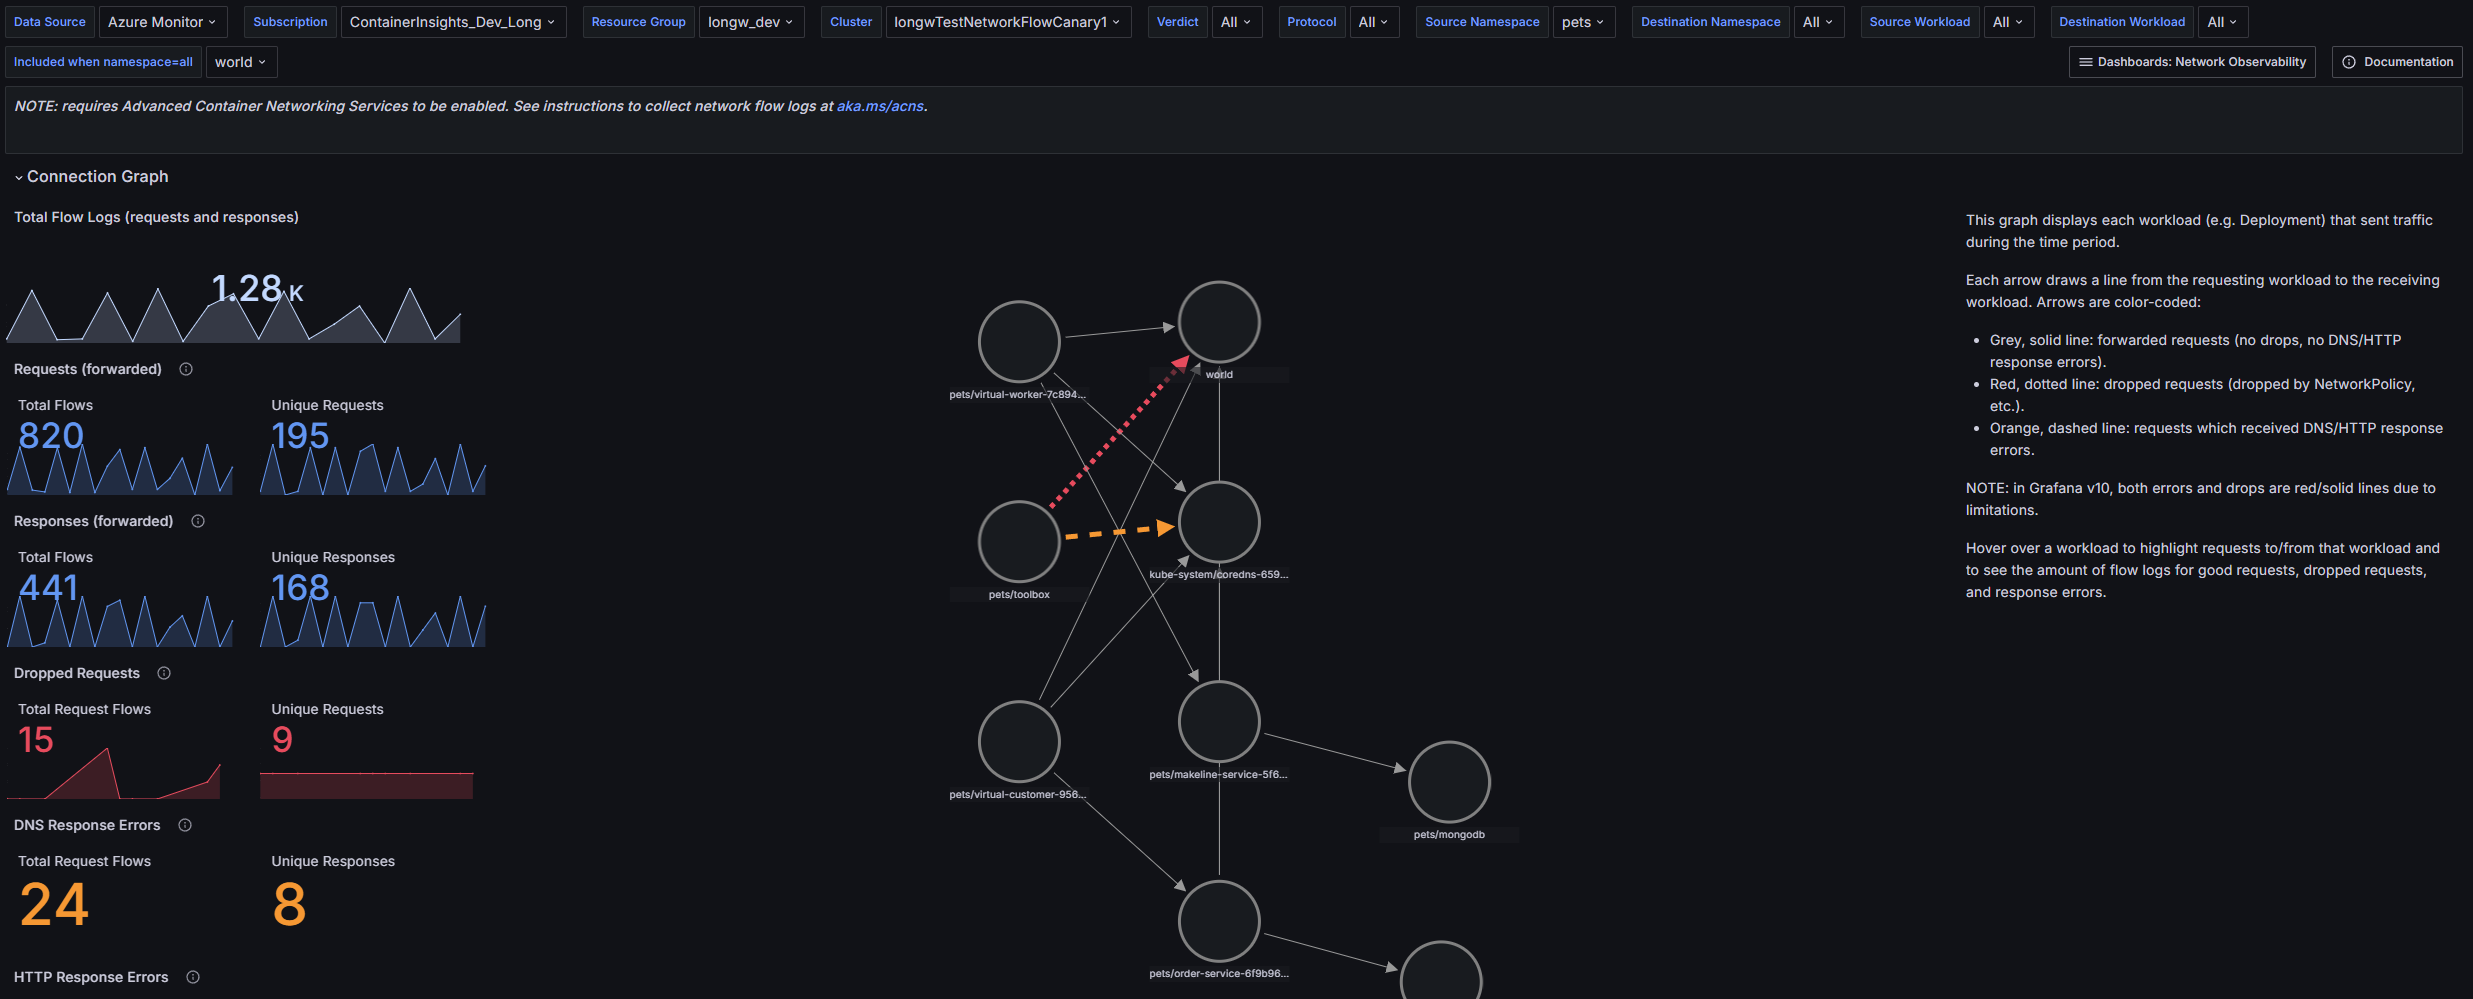 Data Source Azure Monitor Subscription ContainerInsights_Dev_Long Resource Group longw_dev Cluster longwTestNetworkFlowCanary1 Verdict All Protocol All Source Namespace pets Destination Namespace All Source Workload All Destination Workload All
Included when namespace=all world Dashboards: Network Observability Documentation
NOTE: requires Advanced Container Networking Services to be enabled. See instructions to collect network flow logs at aka.ms/acns.
Connection Graph
Total Flow Logs (requests and responses)
1.28 K
Requests (forwarded)
Total Flows Unique Requests
820 195
Responses (forwarded)
Total Flows Unique Responses
441 168
Dropped Requests
Total Request Flows Unique Requests
15 9
DNS Response Errors
Total Request Flows Unique Responses
24 8
HTTP Response Errors
world
pets/virtual-worker-7c894...
kube-system/coredns-659...
pets/toolbox
pets/makeline-service-5f6...
pets/virtual-customer-956...
pets/mongodb
pets/order-service-6f9b96...
This graph displays each workload (e.g. Deployment) that sent traffic
during the time period.
Each arrow draws a line from the requesting workload to the receiving
workload. Arrows are color-coded:
• Grey, solid line: forwarded requests (no drops, no DNS/HTTP
response errors).
• Red, dotted line: dropped requests (dropped by NetworkPolicy,
etc.).
• Orange, dashed line: requests which received DNS/HTTP response
errors.
NOTE: in Grafana v10, both errors and drops are red/solid lines due to
limitations.
Hover over a workload to highlight requests to/from that workload and
to see the amount of flow logs for good requests, dropped requests,
and response errors.